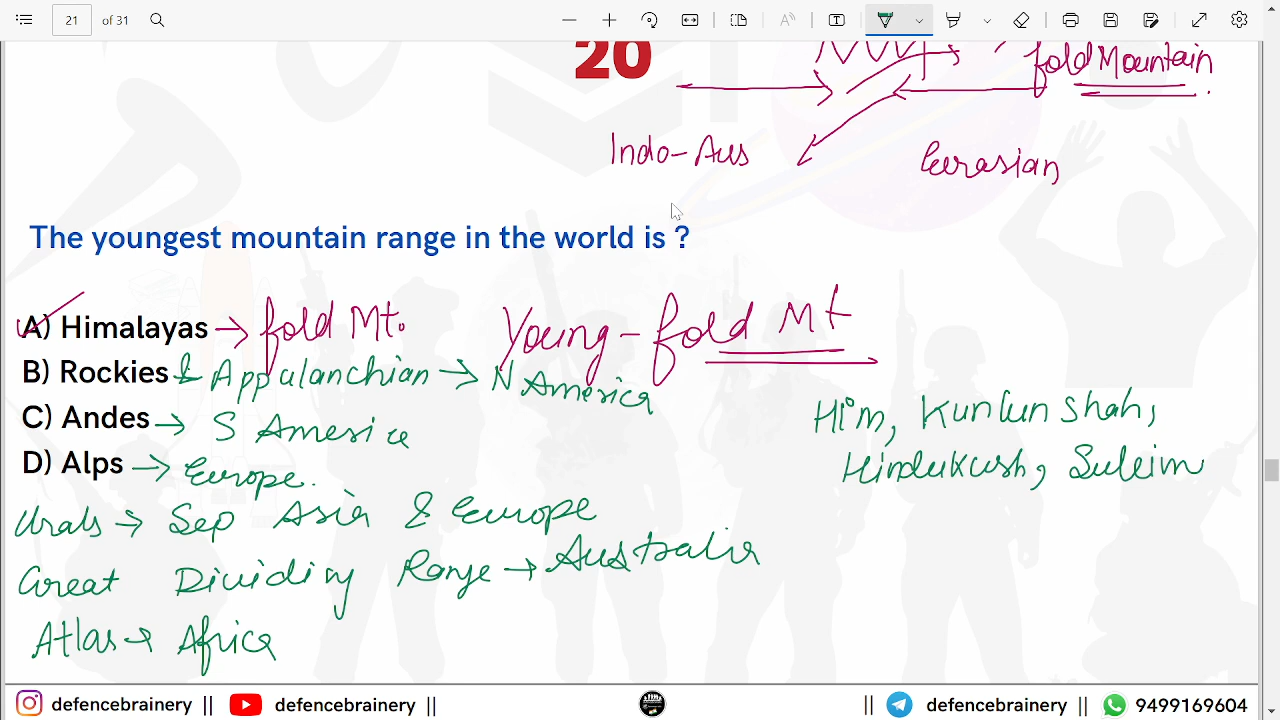 21 of 31
20
fold Mountain
Indo-Aus
Eurasian
The youngest mountain range in the world is ?
A) Himalayas → fold Mt.
Young-fold Mt
B) Rockies & Appulanchian → N America
C) Andes → S America
Him, Kunlun Shah,
D) Alps → Europe.
Hindukush, Suleim
Urals → Sep Asia & Europe
Great Dividing Range → Australia
Atlas → Africa
defencebrainery || defencebrainery || || defencebrainery || 9499169604